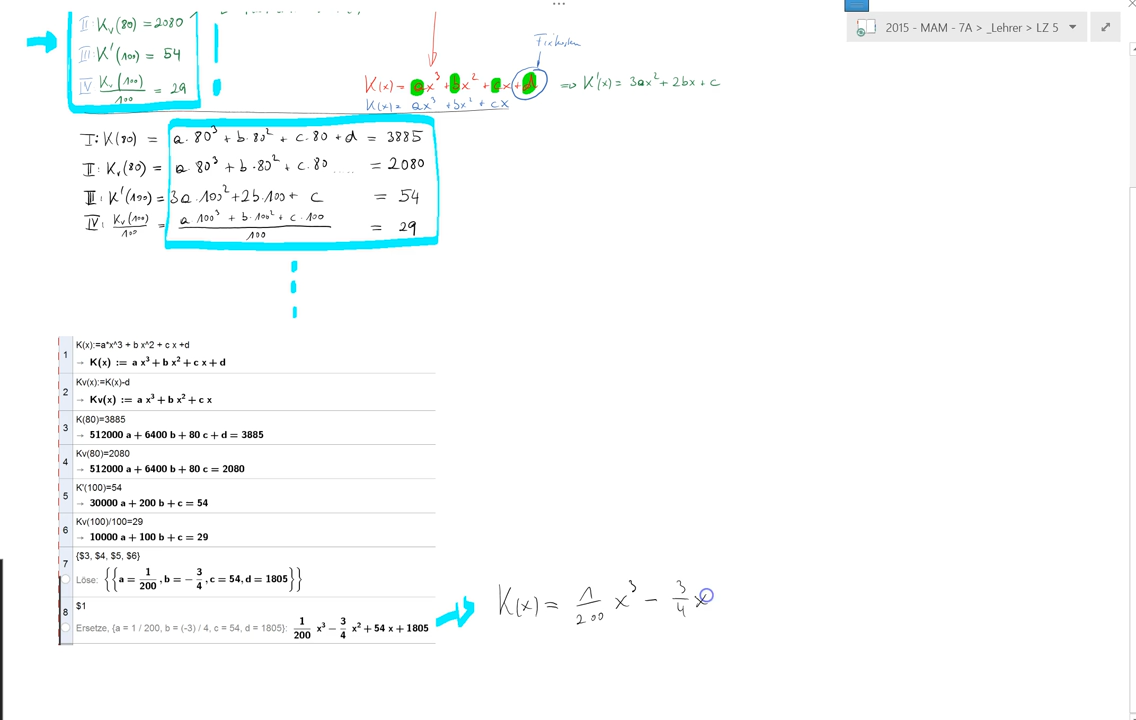 II: Kv(80) = 2080
III: K'(100) = 54
IV Kv(100)/100 = 29
Fixkosten
K(x) = ax³ + bx² + cx + d ⇒ K'(x) = 3ax² + 2bx + c
K(x) = ax³ + bx² + cx
I: K(80) = a·80³ + b·80² + c·80 + d = 3885
II: Kv(80) = a·80³ + b·80² + c·80 ..... = 2080
III: K'(100) = 3a·100² + 2b·100 + c = 54
IV: Kv(100)/100 = (a·100³ + b·100² + c·100)/100 = 29
2015 - MAM - 7A > _Lehrer > LZ 5
1 K(x):=a*x^3 + b x^2 + c x +d
→ K(x) := a x³ + b x² + c x + d
2 Kv(x):=K(x)-d
→ Kv(x) := a x³ + b x² + c x
3 K(80)=3885
→ 512000 a + 6400 b + 80 c + d = 3885
4 Kv(80)=2080
→ 512000 a + 6400 b + 80 c = 2080
5 K'(100)=54
→ 30000 a + 200 b + c = 54
6 Kv(100)/100=29
→ 10000 a + 100 b + c = 29
7 {$3, $4, $5, $6}
Löse: {{a = 1/200, b = -3/4, c = 54, d = 1805}}
8 $1
Ersetze, {a = 1 / 200, b = (-3) / 4, c = 54, d = 1805}: 1/200 x³ - 3/4 x² + 54 x + 1805
K(x) = 1/200 x³ - 3/4 x